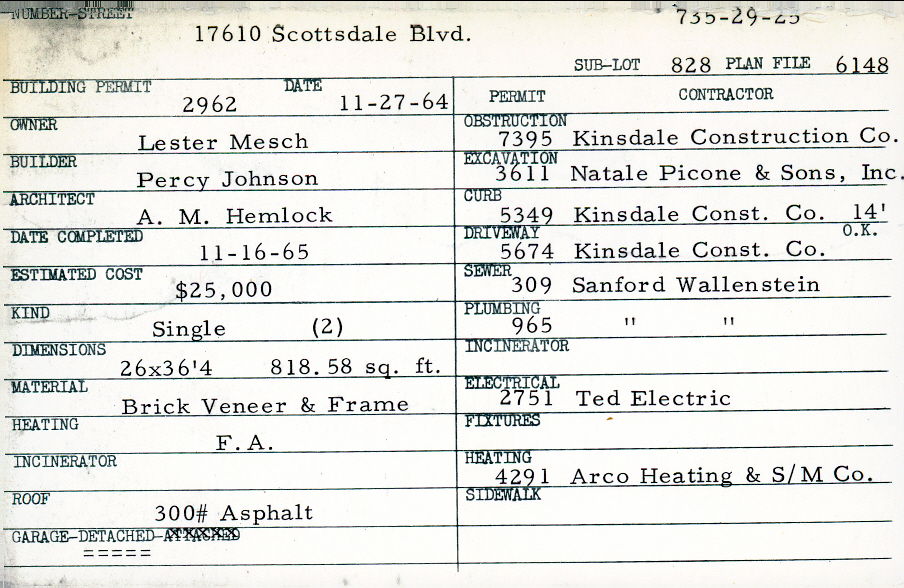 NUMBER-STREET
735-29-25
17610 Scottsdale Blvd.
SUB-LOT 828 PLAN FILE 6148
BUILDING PERMIT DATE
2962 11-27-64
OWNER
Lester Mesch
BUILDER
Percy Johnson
ARCHITECT
A. M. Hemlock
DATE COMPLETED
11-16-65
ESTIMATED COST
$25,000
KIND
Single (2)
DIMENSIONS
26x36'4 818.58 sq. ft.
MATERIAL
Brick Veneer & Frame
HEATING
F.A.
INCINERATOR
ROOF
300# Asphalt
GARAGE-DETACHED-ATTACHED
=====
PERMIT CONTRACTOR
OBSTRUCTION
7395 Kinsdale Construction Co.
EXCAVATION
3611 Natale Picone & Sons, Inc.
CURB
5349 Kinsdale Const. Co. 14'
DRIVEWAY O.K.
5674 Kinsdale Const. Co.
SEWER
309 Sanford Wallenstein
PLUMBING
965 " "
INCINERATOR
ELECTRICAL
2751 Ted Electric
FIXTURES
HEATING
4291 Arco Heating & S/M Co.
SIDEWALK